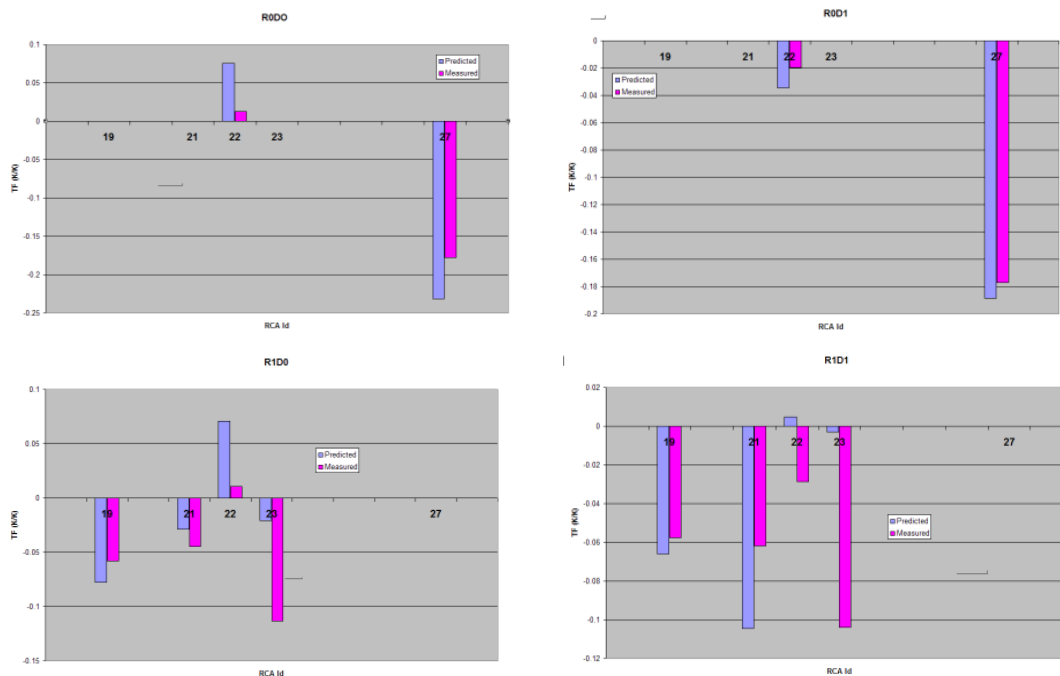 R0DO
0.1
0.05
0
-0.05
-0.1
-0.15
-0.2
-0.25
TF (K/K)
19 21 22 23 27
Predicted
Measured
RCA Id
R0D1
0
-0.02
-0.04
-0.06
-0.08
-0.1
-0.12
-0.14
-0.16
-0.18
-0.2
TF (K/K)
19 21 22 23 27
Predicted
Measured
RCA Id
R1D0
0.1
0.05
0
-0.05
-0.1
-0.15
TF (K/K)
19 21 22 23 27
Predicted
Measured
RCA Id
R1D1
0.02
0
-0.02
-0.04
-0.06
-0.08
-0.1
-0.12
TF (K/K)
19 21 22 23 27
Predicted
Measured
RCA Id